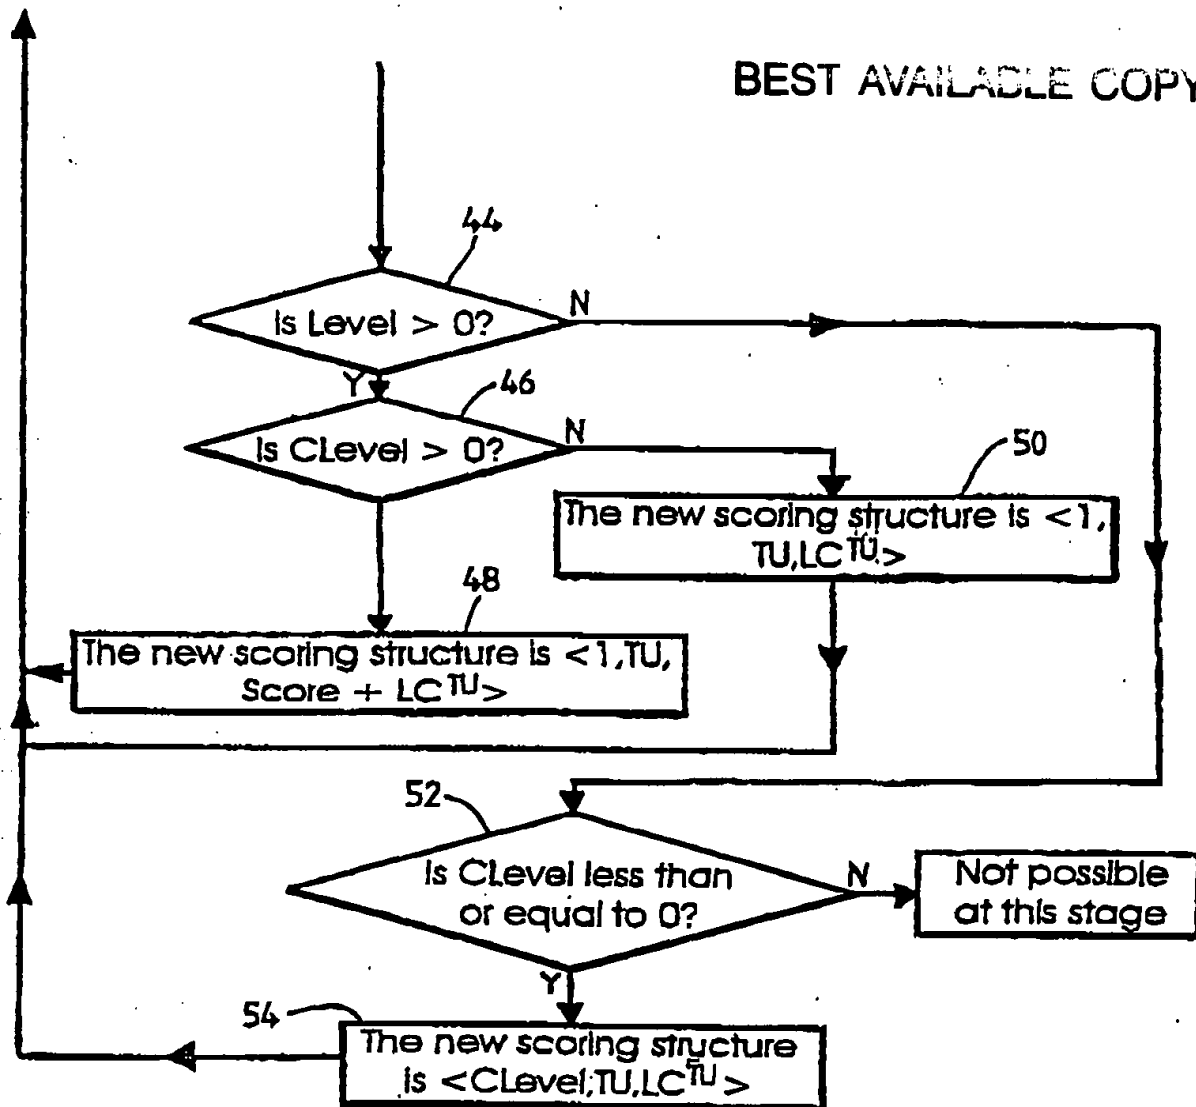 BEST AVAILABLE COPY
44
Is Level > 0?
N
Y
46
Is CLevel > 0?
N
50
The new scoring structure is <1,
TU,LC^TU>
48
The new scoring structure is <1,TU,
Score + LC^TU>
52
Is CLevel less than
or equal to 0?
N
Not possible
at this stage
Y
54
The new scoring structure
is <CLevel,TU,LC^TU>